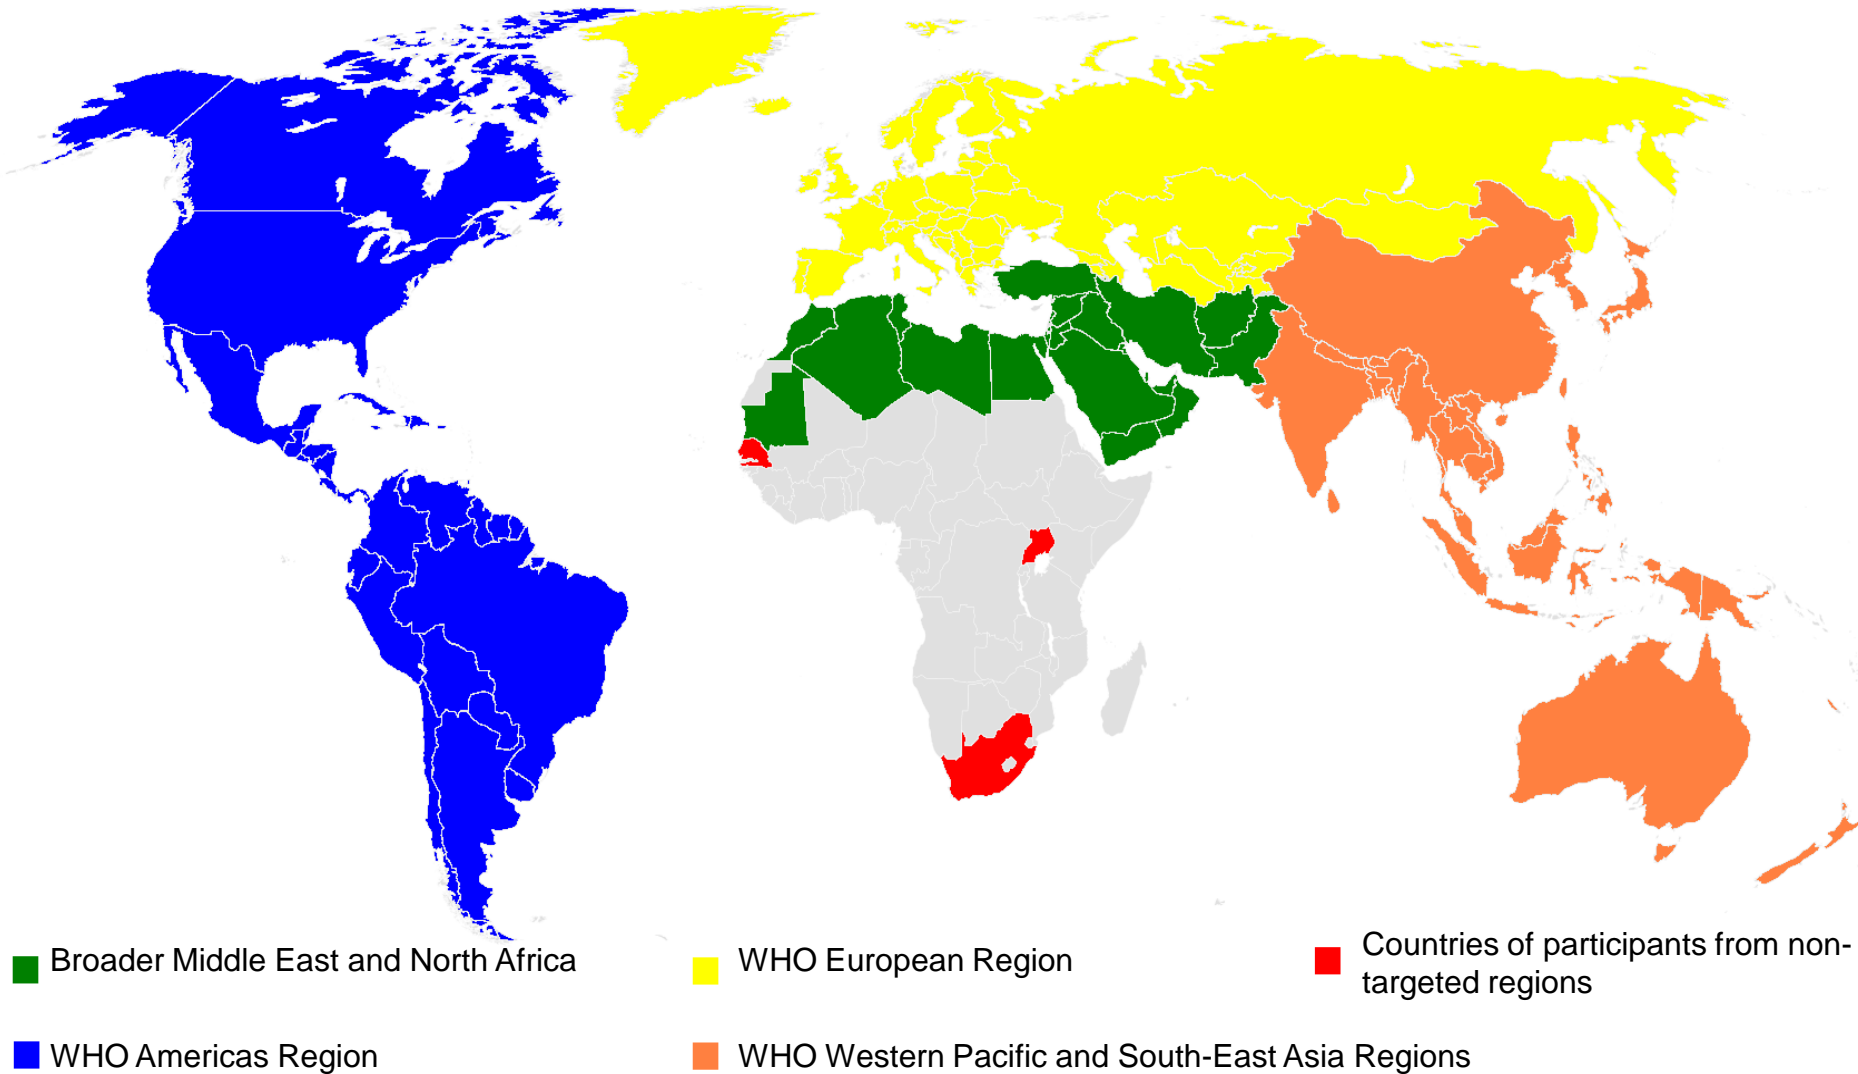 Broader Middle East and North Africa
WHO European Region
Countries of participants from non-
targeted regions
WHO Americas Region
WHO Western Pacific and South-East Asia Regions